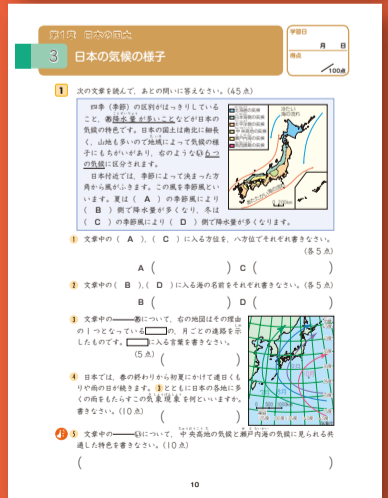 第1章 日本の国土
3 日本の気候の様子
学習日
月 日
得点
／100点
1 次の文章を読んで，あとの問いに答えなさい。(45点)
四季（季節）の区別がはっきりしている
こと，あ降水量が多いことなどが日本の
気候の特色です。日本の国土は南北に細長
く，山地も多いので地域によって気候の様
子にもちがいがあり，右のようない6つ
の気候に区分されます。
日本付近では，季節によって決まった方
角から風がふきます。この風を季節風とい
います。夏は（ A ）の季節風により
（ B ）側で降水量が多くなり，冬は
（ C ）の季節風により（ D ）側で降水量が多くなります。
冷たい
海の流れ
あたたかい海の流れ
① 文章中の（ A ），（ C ）に入る方位を，八方位でそれぞれ書きなさい。
(各5点)
A（ ） C（ ）
② 文章中の（ B ），（ D ）に入る海の名前をそれぞれ書きなさい。(各5点)
B（ ） D（ ）
③ 文章中の――あについて，右の地図はその理由
の1つとなっている□の，月ごとの道路を示
したものです。□に入る言葉を書きなさい。
(5点)（ ）
④ 日本では，春の終わりから初夏にかけて連日くも
りや雨の日が続きます。③とともに日本の各地に多
くの雨をもたらすこの気象現象を何といいますか。
書きなさい。(10点)（ ）
⑤ 文章中の――いについて，中央高地の気候と瀬戸内海の気候に見られる共
通した特色を書きなさい。(10点)
（ ）
10